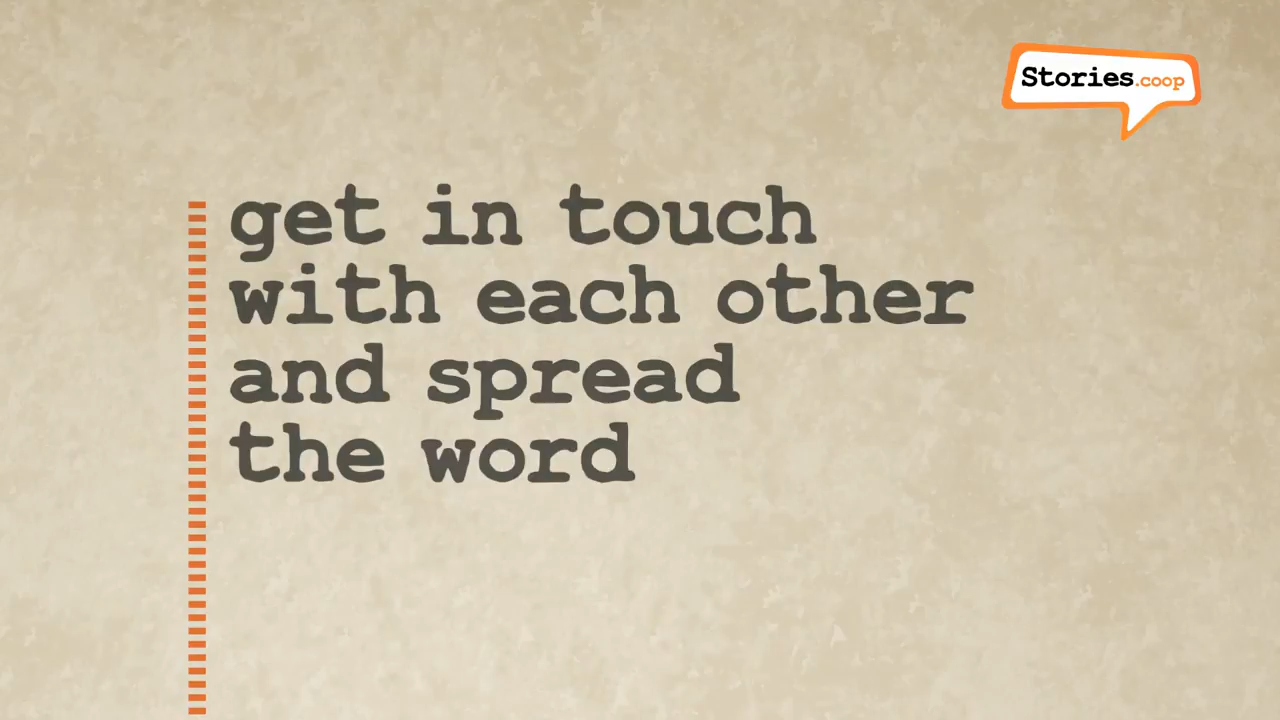 Stories.coop
get in touch
with each other
and spread
the word